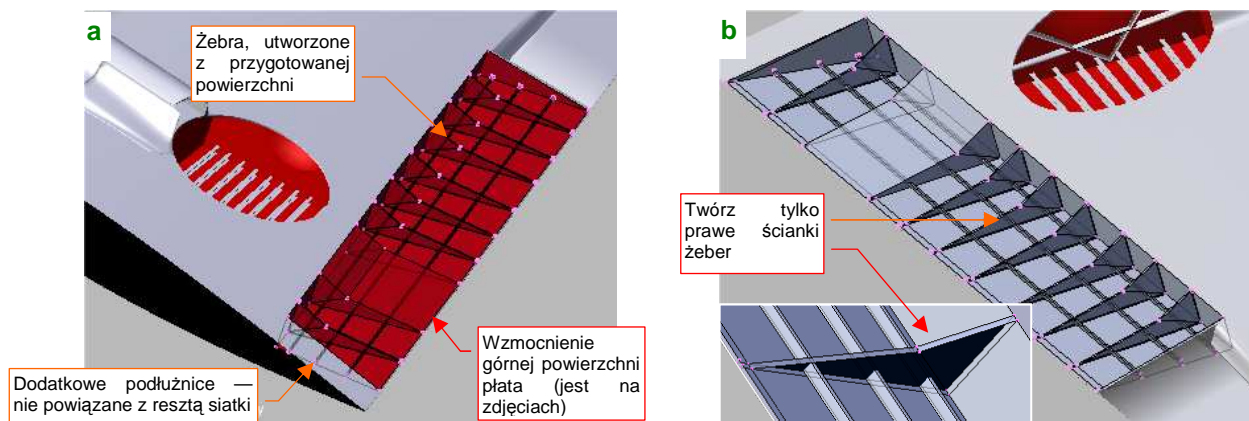 a
Żebra, utworzone
z przygotowanej
powierzchni
Dodatkowe podłużnice —
nie powiązane z resztą siatki
Wzmocnienie
górnej powierzchni
płata (jest na
zdjęciach)
b
Twórz tylko
prawe ścianki
żeber